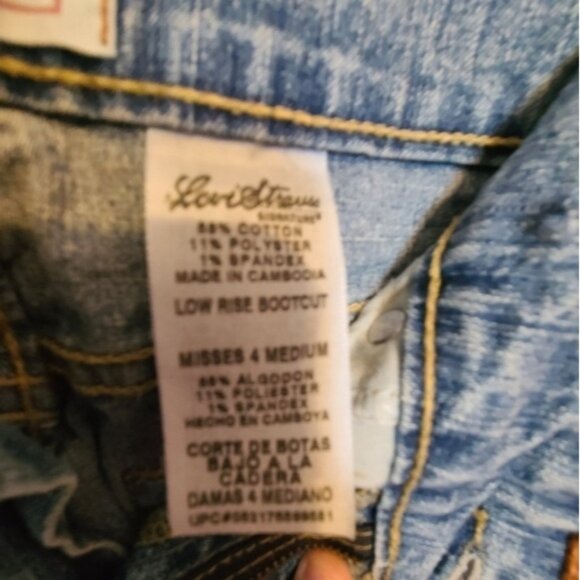 Levi Strauss
SIGNATURE®
88% COTTON
11% POLYSTER
1% SPANDEX
MADE IN CAMBODIA
LOW RISE BOOTCUT
MISSES 4 MEDIUM
88% ALGODON
11% POLIESTER
1% SPANDEX
HECHO EN CAMBOYA
CORTE DE BOTAS
BAJO A LA
CADERA
DAMAS 4 MEDIANO